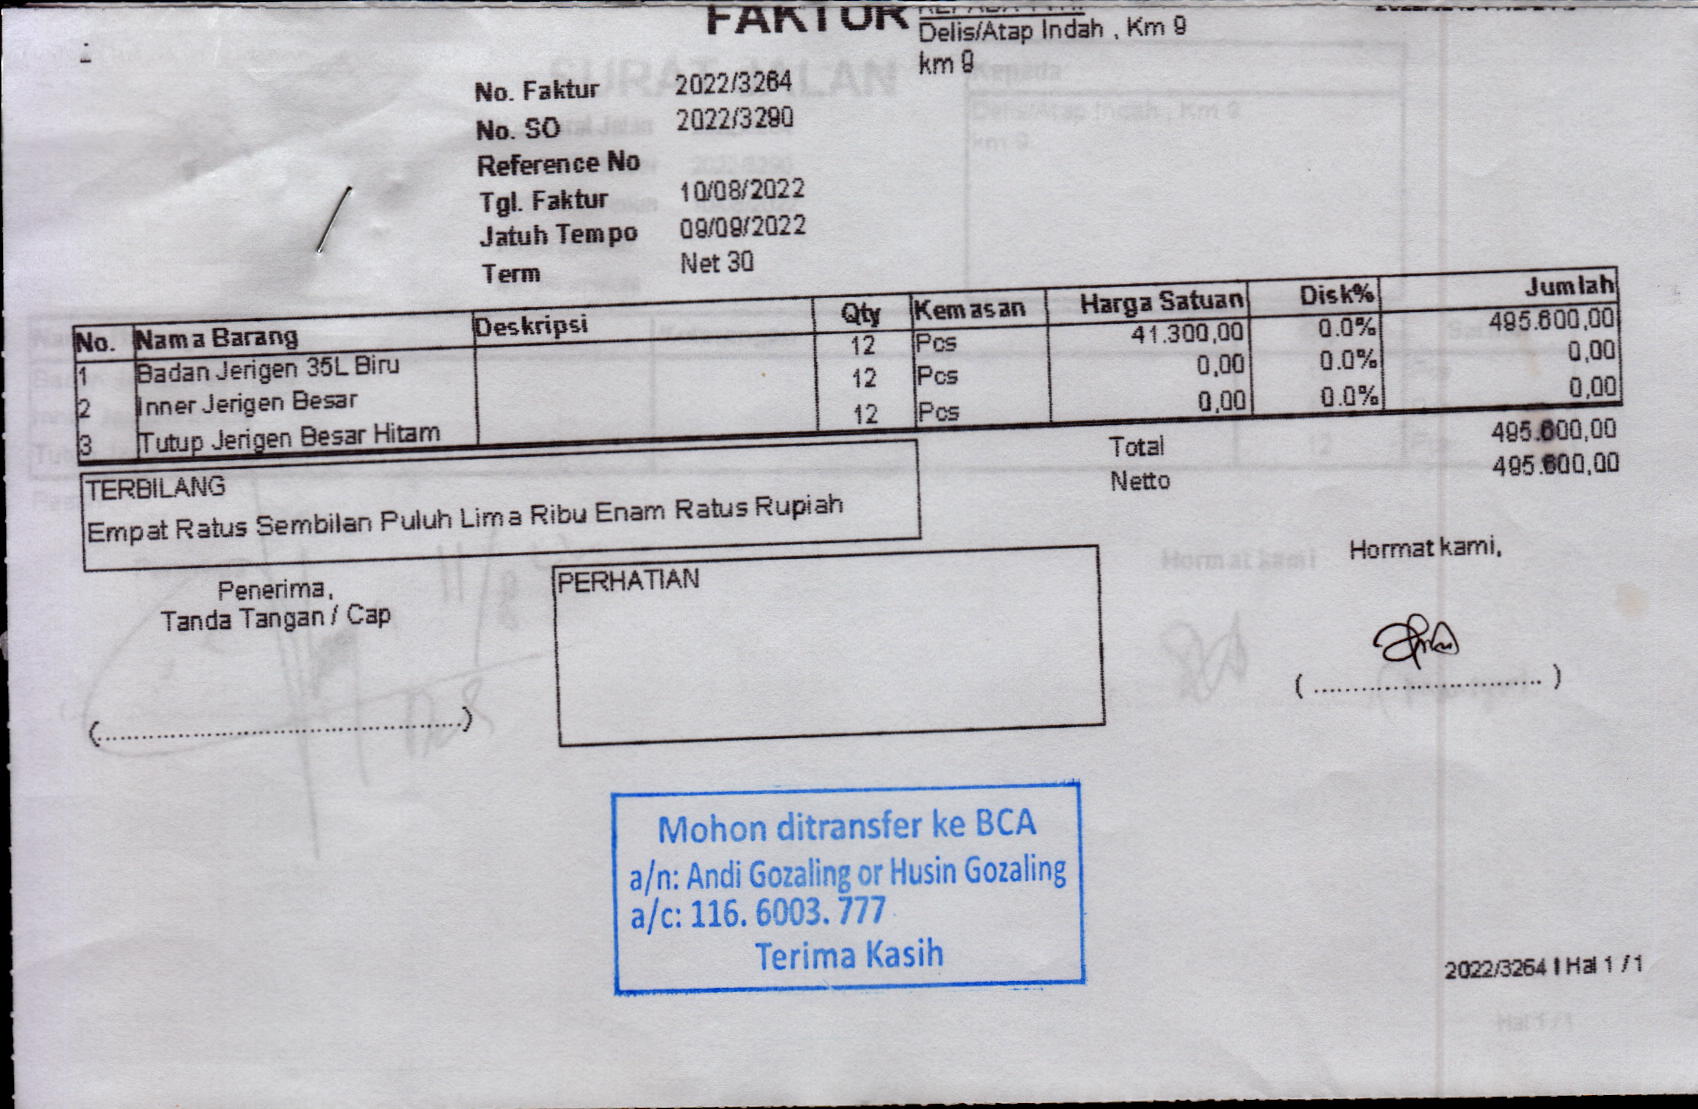 FAKTUR
Delis/Atap Indah , Km 9
km 9
No. Faktur 2022/3264
No. SO 2022/3290
Reference No
Tgl. Faktur 10/08/2022
Jatuh Tempo 09/09/2022
Term Net 30
No. Nama Barang Deskripsi Qty Kemasan Harga Satuan Disk% Jumlah
1 Badan Jerigen 35L Biru 12 Pcs 41.300,00 0.0% 495.600,00
2 Inner Jerigen Besar 12 Pcs 0,00 0.0% 0,00
3 Tutup Jerigen Besar Hitam 12 Pcs 0,00 0.0% 0,00
Total 495.600,00
Netto 495.600,00
TERBILANG
Empat Ratus Sembilan Puluh Lima Ribu Enam Ratus Rupiah
Penerima,
Tanda Tangan / Cap
(................................................)
PERHATIAN
Hormat kami,
( .............................. )
Mohon ditransfer ke BCA
a/n: Andi Gozaling or Husin Gozaling
a/c: 116. 6003. 777
Terima Kasih
2022/3264 | Hal 1 / 1